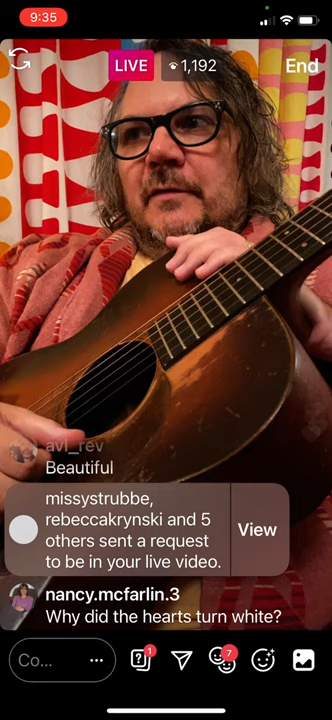 9:35
LIVE 1,192 End
avl_rev
Beautiful
missystrubbe,
rebeccakrynski and 5
others sent a request
to be in your live video.
View
nancy.mcfarlin.3
Why did the hearts turn white?
Co... 1 7